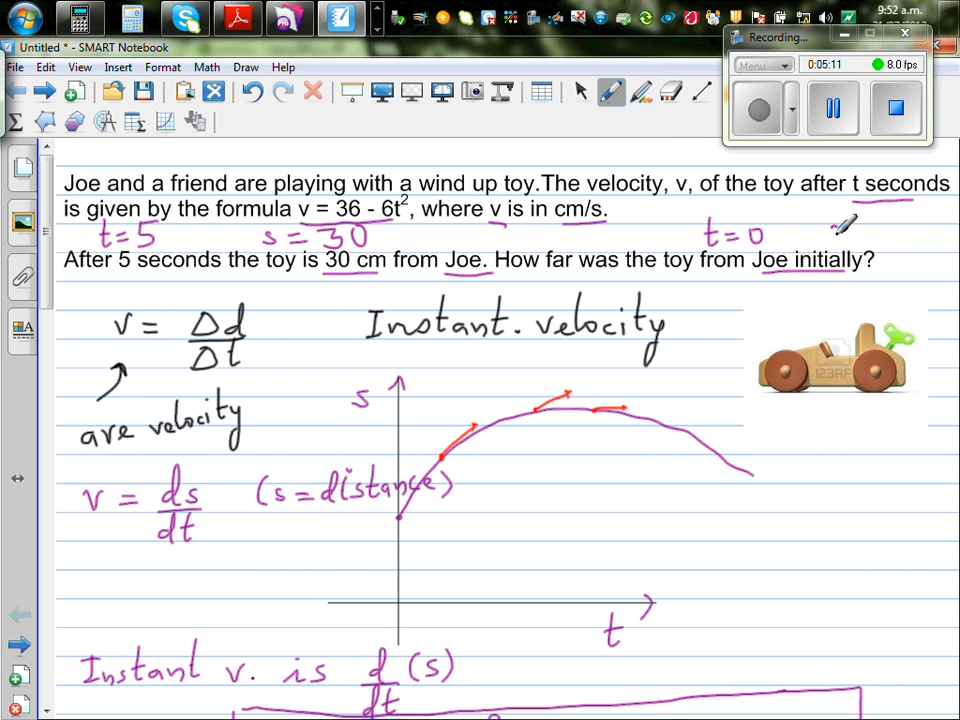 9:52 a.m.
Untitled * - SMART Notebook
Recording...
File Edit View Insert Format Math Draw Help
Menu 0:05:11 8.0 fps
Joe and a friend are playing with a wind up toy.The velocity, v, of the toy after t seconds
is given by the formula v = 36 - 6t², where v is in cm/s.
t = 5 s = 30 t = 0
After 5 seconds the toy is 30 cm from Joe. How far was the toy from Joe initially?
v = Δd/Δt Instant. velocity
123RF
s
are velocity
v = ds/dt (s = distance)
t
Instant v. is d/dt (s)